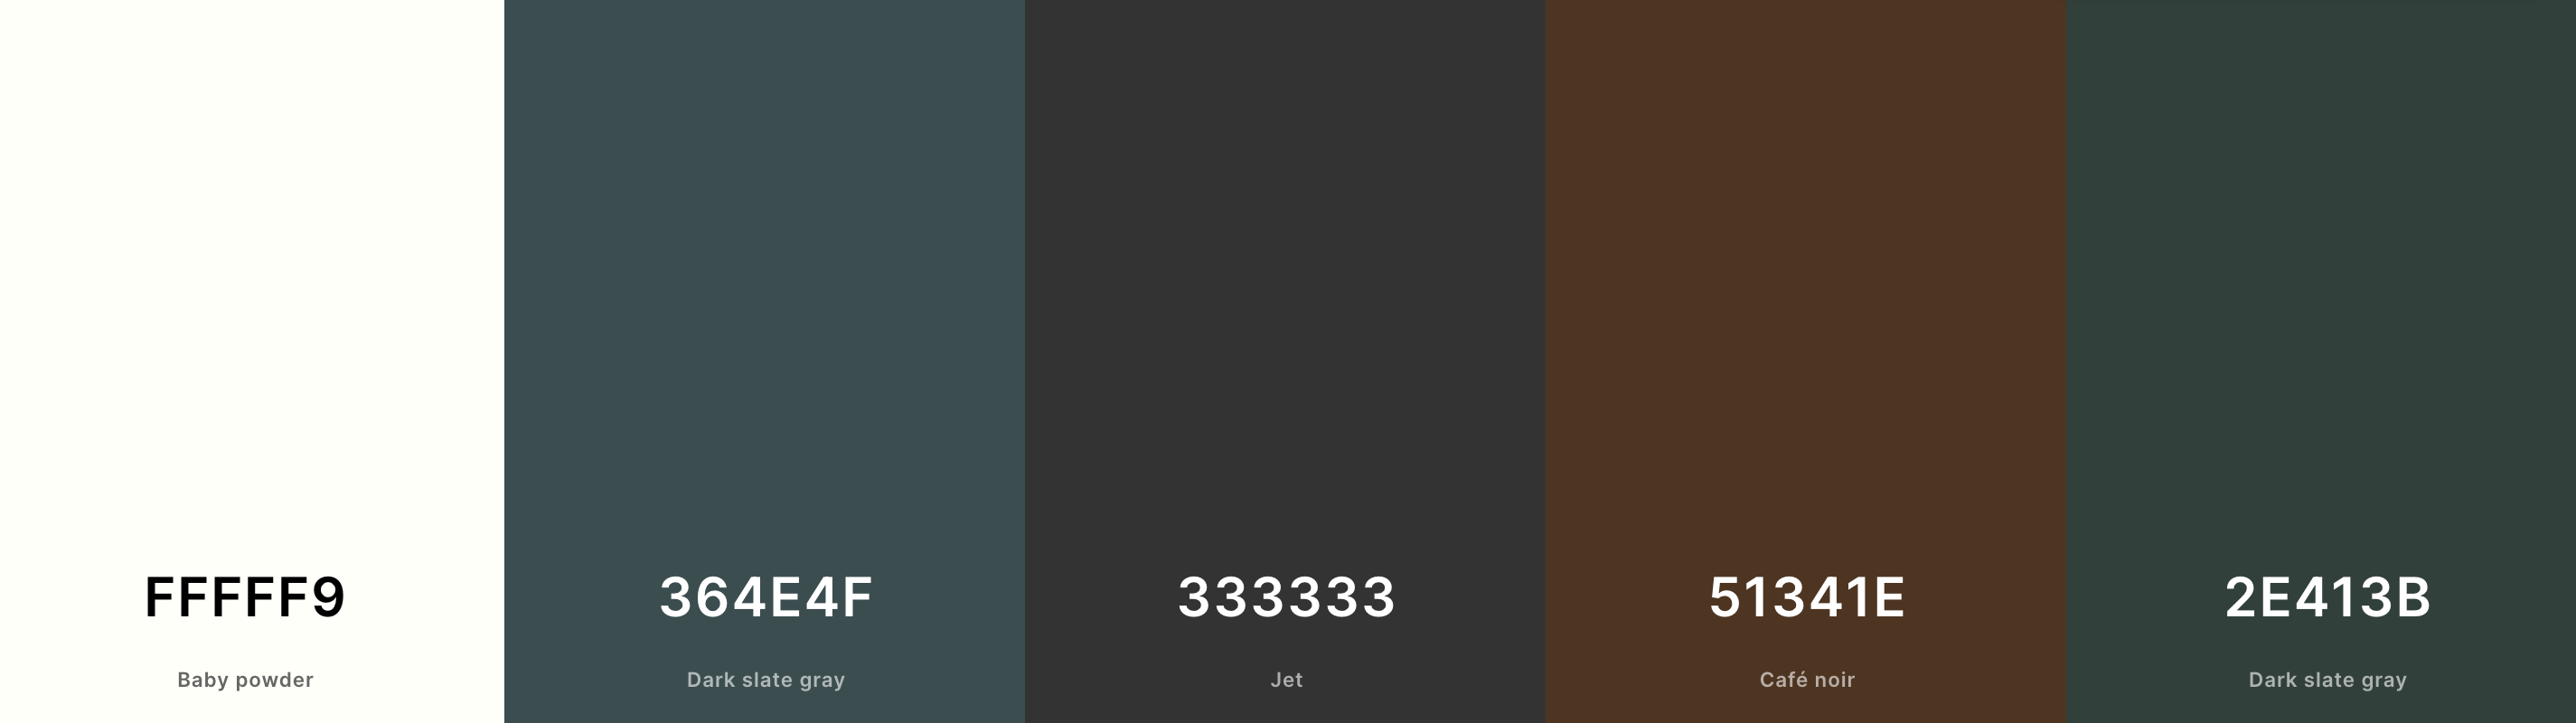 FFFFF9
Baby powder
364E4F
Dark slate gray
333333
Jet
51341E
Café noir
2E413B
Dark slate gray